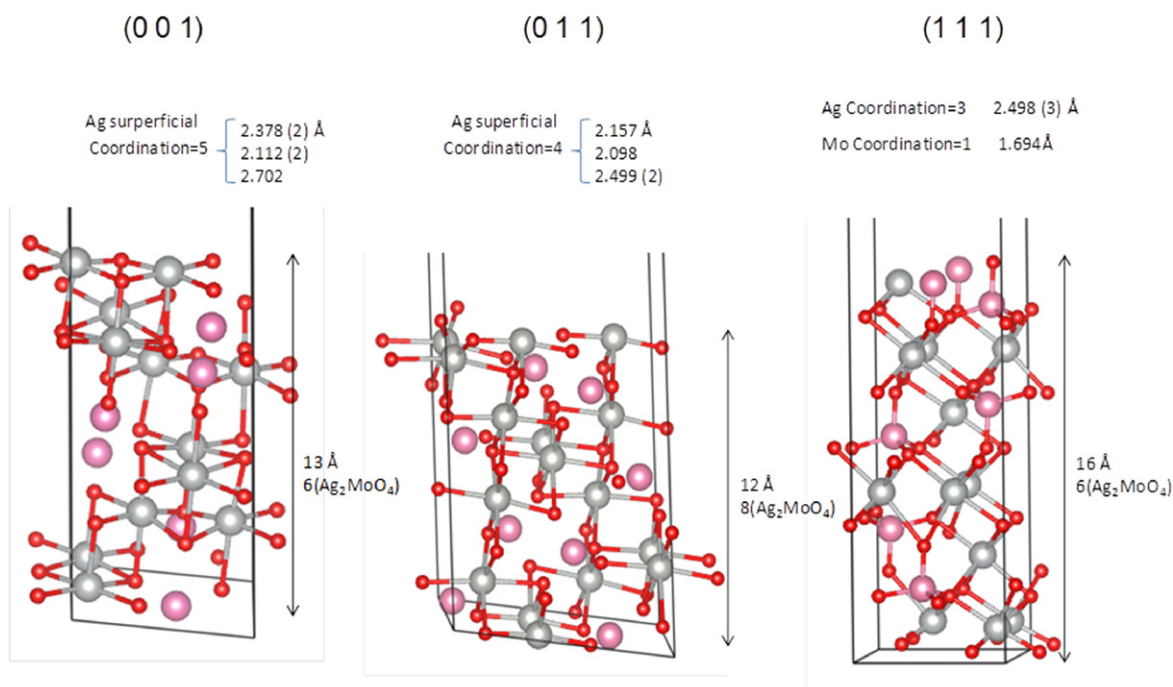 (0 0 1)
Ag surperficial
Coordination=5
2.378 (2) Å
2.112 (2)
2.702
13 Å
6(Ag₂MoO₄)
(0 1 1)
Ag superficial
Coordination=4
2.157 Å
2.098
2.499 (2)
12 Å
8(Ag₂MoO₄)
(1 1 1)
Ag Coordination=3 2.498 (3) Å
Mo Coordination=1 1.694 Å
16 Å
6(Ag₂MoO₄)